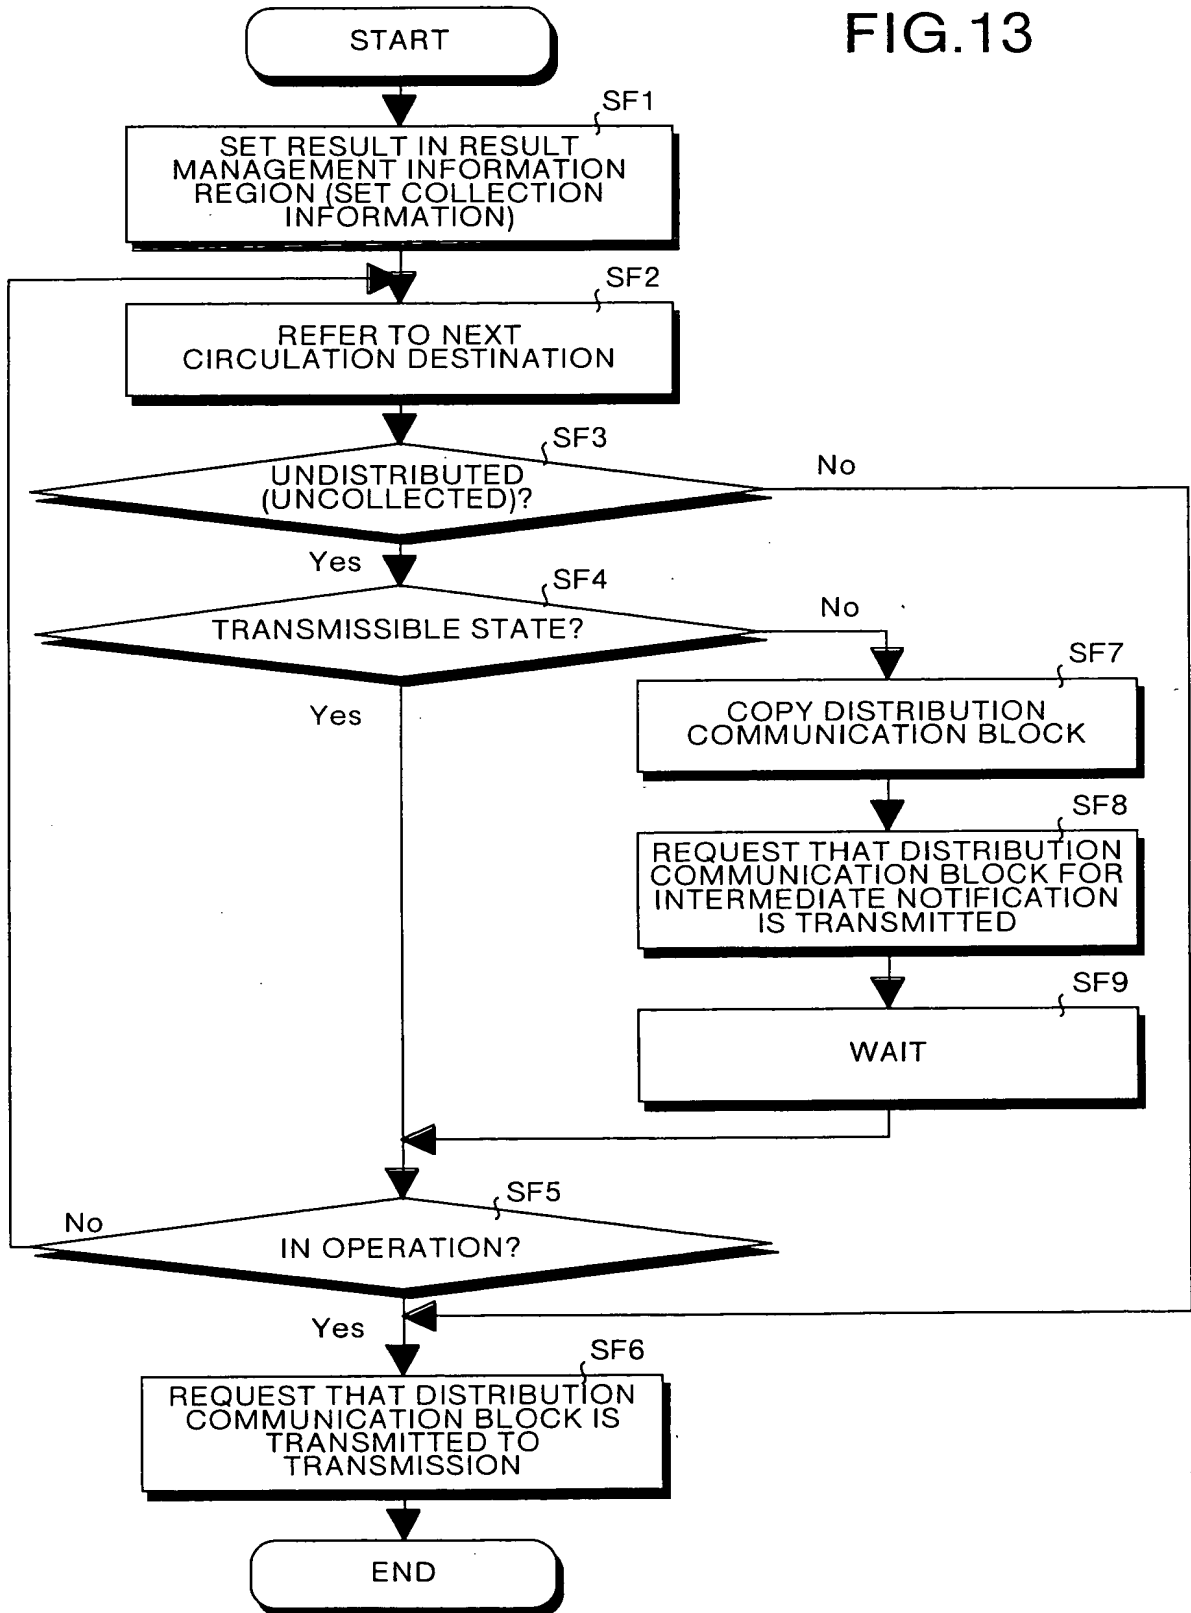 FIG.13
START
SF1
SET RESULT IN RESULT
MANAGEMENT INFORMATION
REGION (SET COLLECTION
INFORMATION)
SF2
REFER TO NEXT
CIRCULATION DESTINATION
SF3
UNDISTRIBUTED
(UNCOLLECTED)?
No
Yes
SF4
TRANSMISSIBLE STATE?
No
Yes
SF7
COPY DISTRIBUTION
COMMUNICATION BLOCK
SF8
REQUEST THAT DISTRIBUTION
COMMUNICATION BLOCK FOR
INTERMEDIATE NOTIFICATION
IS TRANSMITTED
SF9
WAIT
SF5
No
IN OPERATION?
Yes
SF6
REQUEST THAT DISTRIBUTION
COMMUNICATION BLOCK IS
TRANSMITTED TO
TRANSMISSION
END